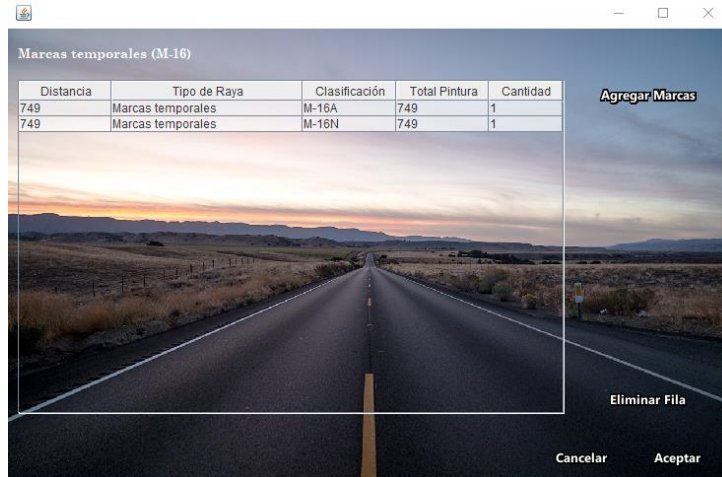 Marcas temporales (M-16)
Distancia Tipo de Raya Clasificación Total Pintura Cantidad
749 Marcas temporales M-16A 749 1
749 Marcas temporales M-16N 749 1
Agregar Marcas
Eliminar Fila
Cancelar Aceptar